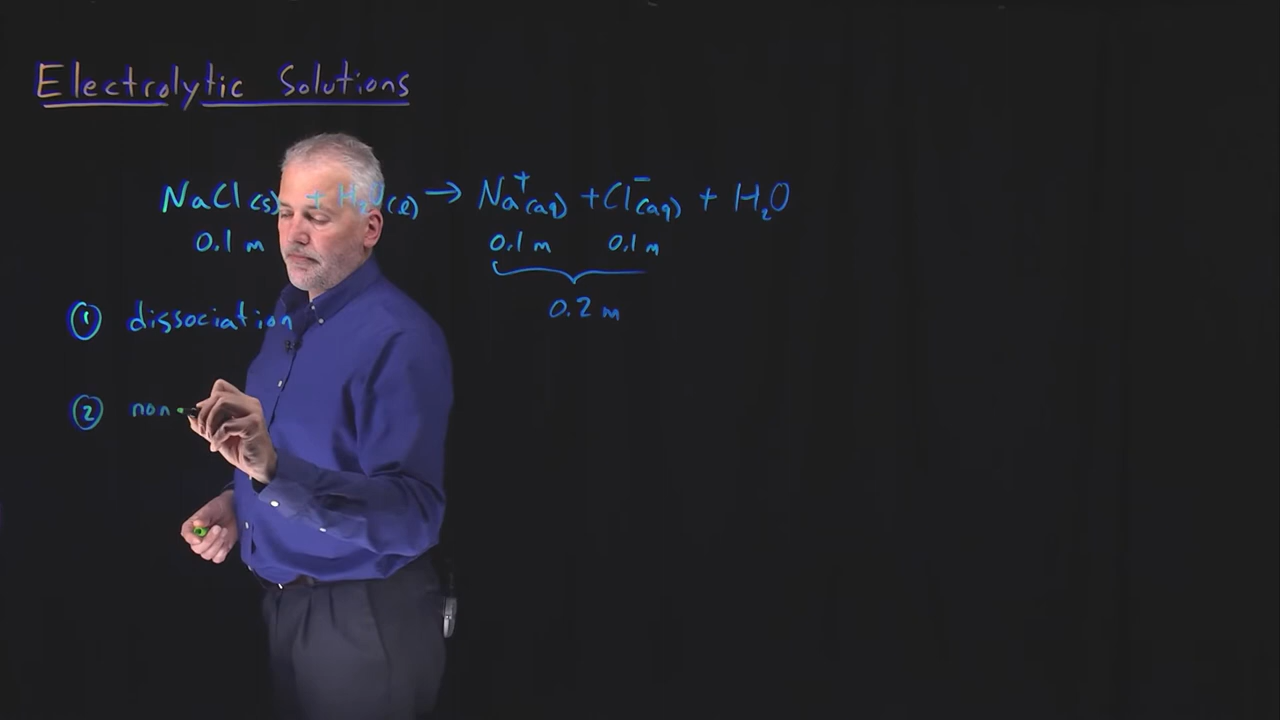 Electrolytic Solutions
NaCl(s) + H₂O(l) → Na⁺(aq) + Cl⁻(aq) + H₂O
0.1 m 0.1 m 0.1 m
0.2 m
① dissociation
② non-